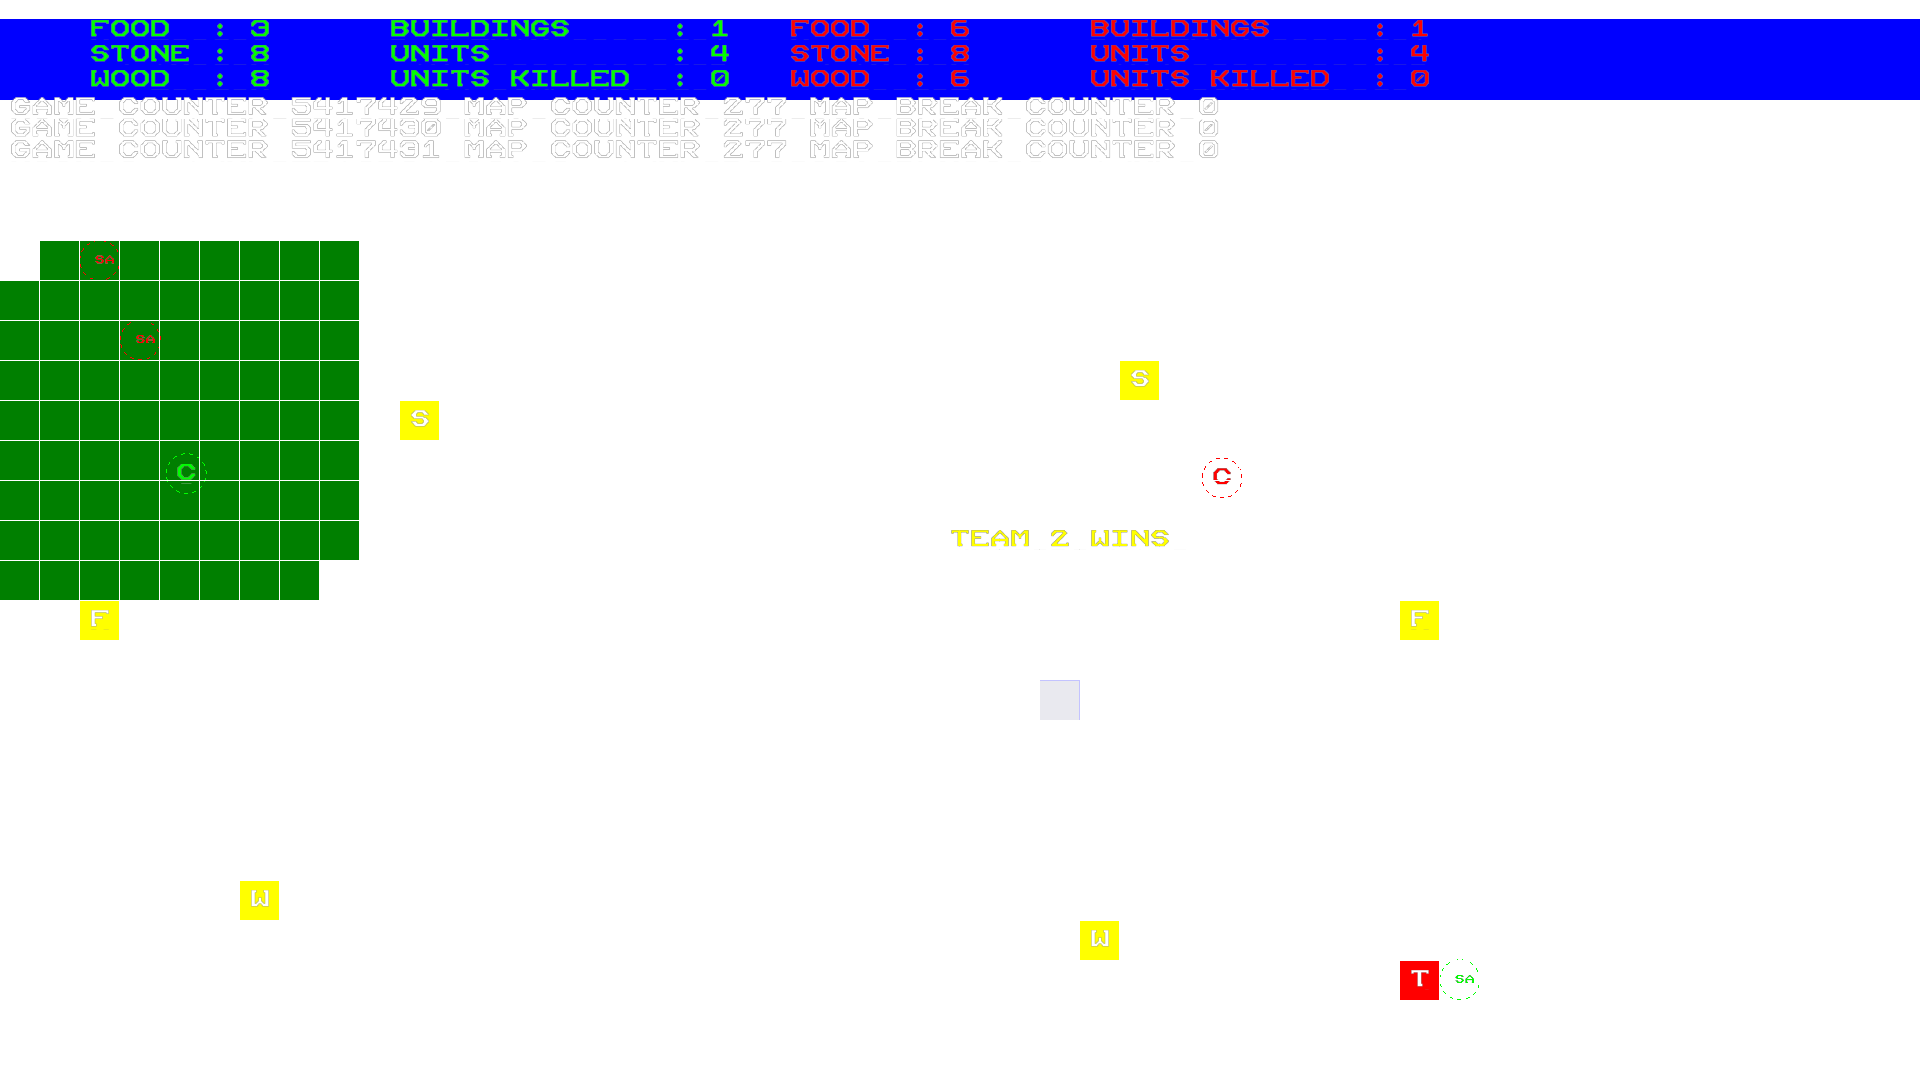 FOOD : 3 BUILDINGS : 1 FOOD : 6 BUILDINGS : 1
STONE : 8 UNITS : 4 STONE : 8 UNITS : 4
WOOD : 8 UNITS KILLED : 0 WOOD : 6 UNITS KILLED : 0
GAME COUNTER 5417429 MAP COUNTER 277 MAP BREAK COUNTER 0
GAME COUNTER 5417430 MAP COUNTER 277 MAP BREAK COUNTER 0
GAME COUNTER 5417431 MAP COUNTER 277 MAP BREAK COUNTER 0
SA
SA
S
S
C
C
TEAM 2 WINS
F
F
W
W
T SA